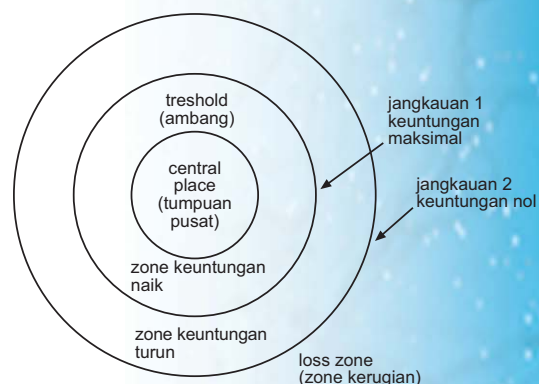 treshold
(ambang)
central
place
(tumpuan
pusat)
zone keuntungan
naik
zone keuntungan
turun
jangkauan 1
keuntungan
maksimal
jangkauan 2
keuntungan nol
loss zone
(zone kerugian)